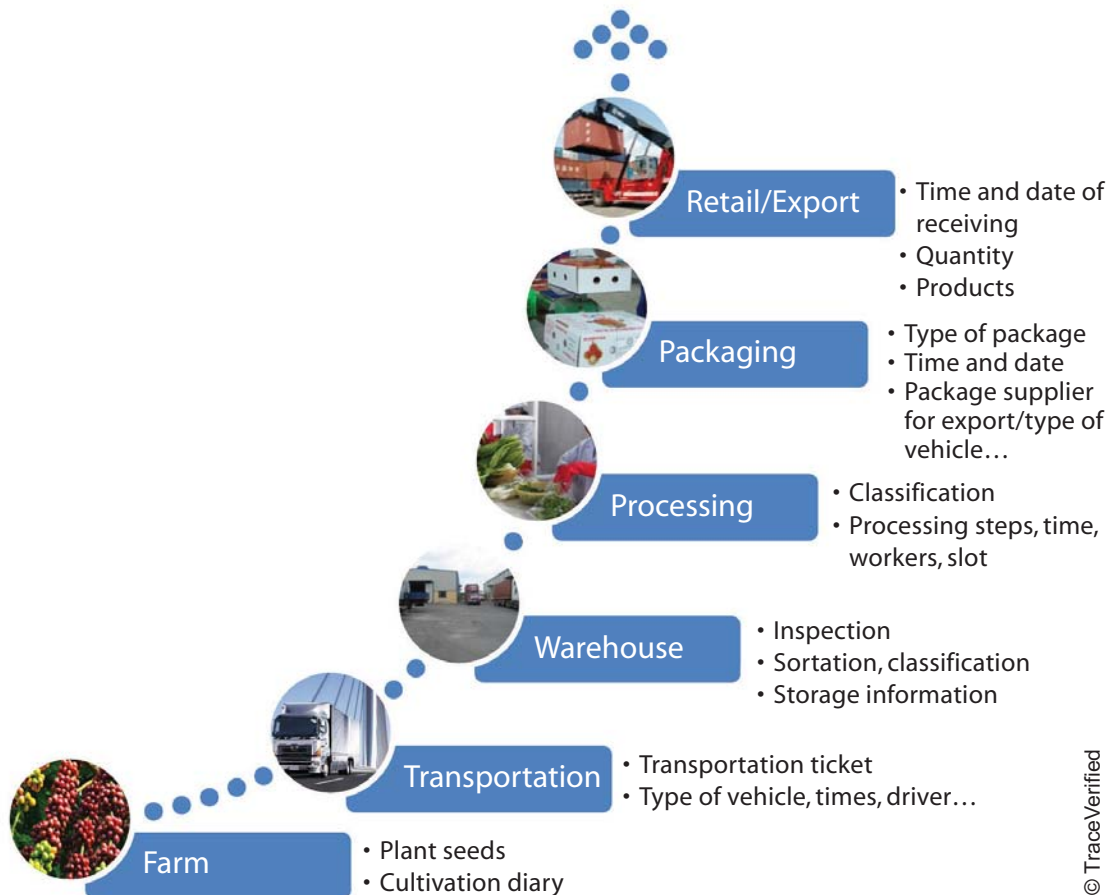 Retail/Export
• Time and date of
receiving
• Quantity
• Products
Packaging
• Type of package
• Time and date
• Package supplier
for export/type of
vehicle…
Processing
• Classification
• Processing steps, time,
workers, slot
Warehouse
• Inspection
• Sortation, classification
• Storage information
Transportation
• Transportation ticket
• Type of vehicle, times, driver…
Farm
• Plant seeds
• Cultivation diary
© TraceVerified